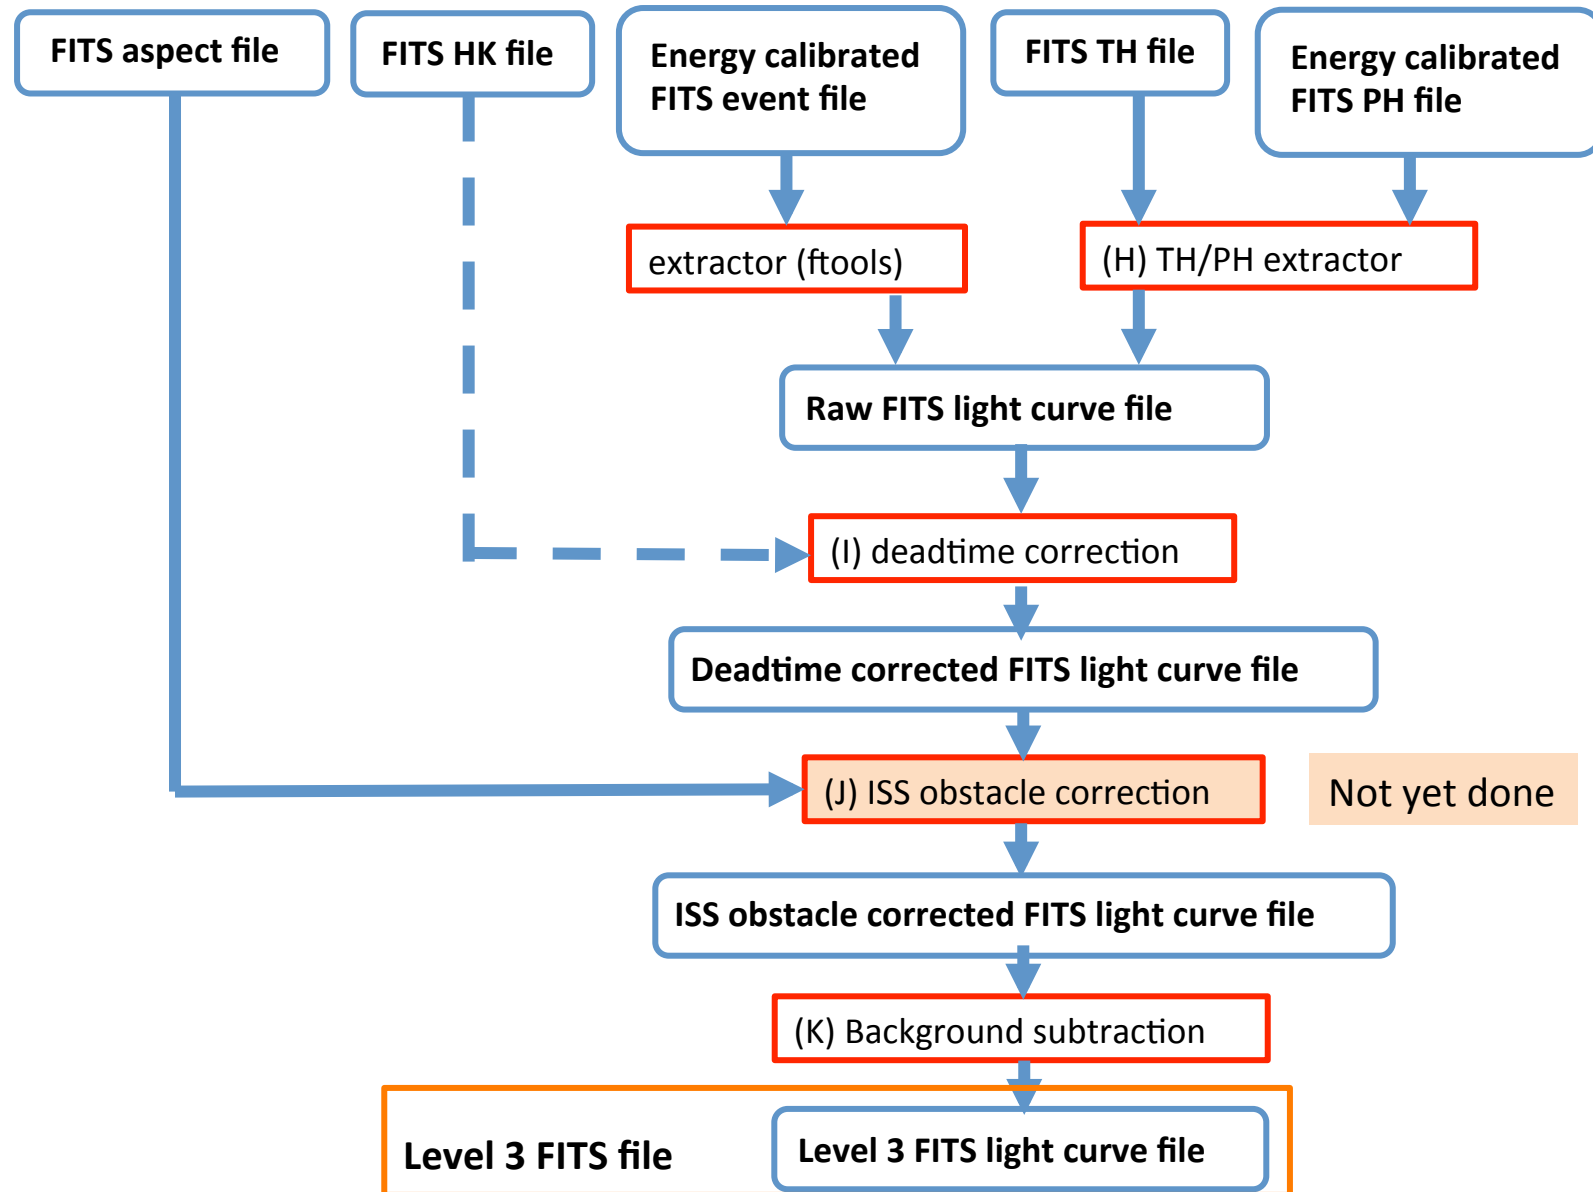 FITS aspect file
FITS HK file
Energy calibrated
FITS event file
FITS TH file
Energy calibrated
FITS PH file
extractor (ftools)
(H) TH/PH extractor
Raw FITS light curve file
(I) deadtime correction
Deadtime corrected FITS light curve file
(J) ISS obstacle correction
Not yet done
ISS obstacle corrected FITS light curve file
(K) Background subtraction
Level 3 FITS file
Level 3 FITS light curve file